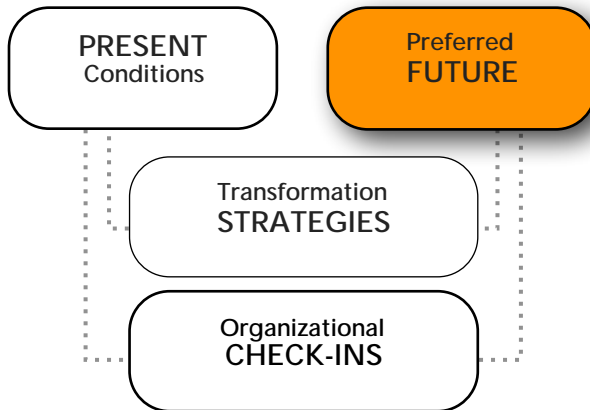 PRESENT
Conditions
Preferred
FUTURE
Transformation
STRATEGIES
Organizational
CHECK-INS